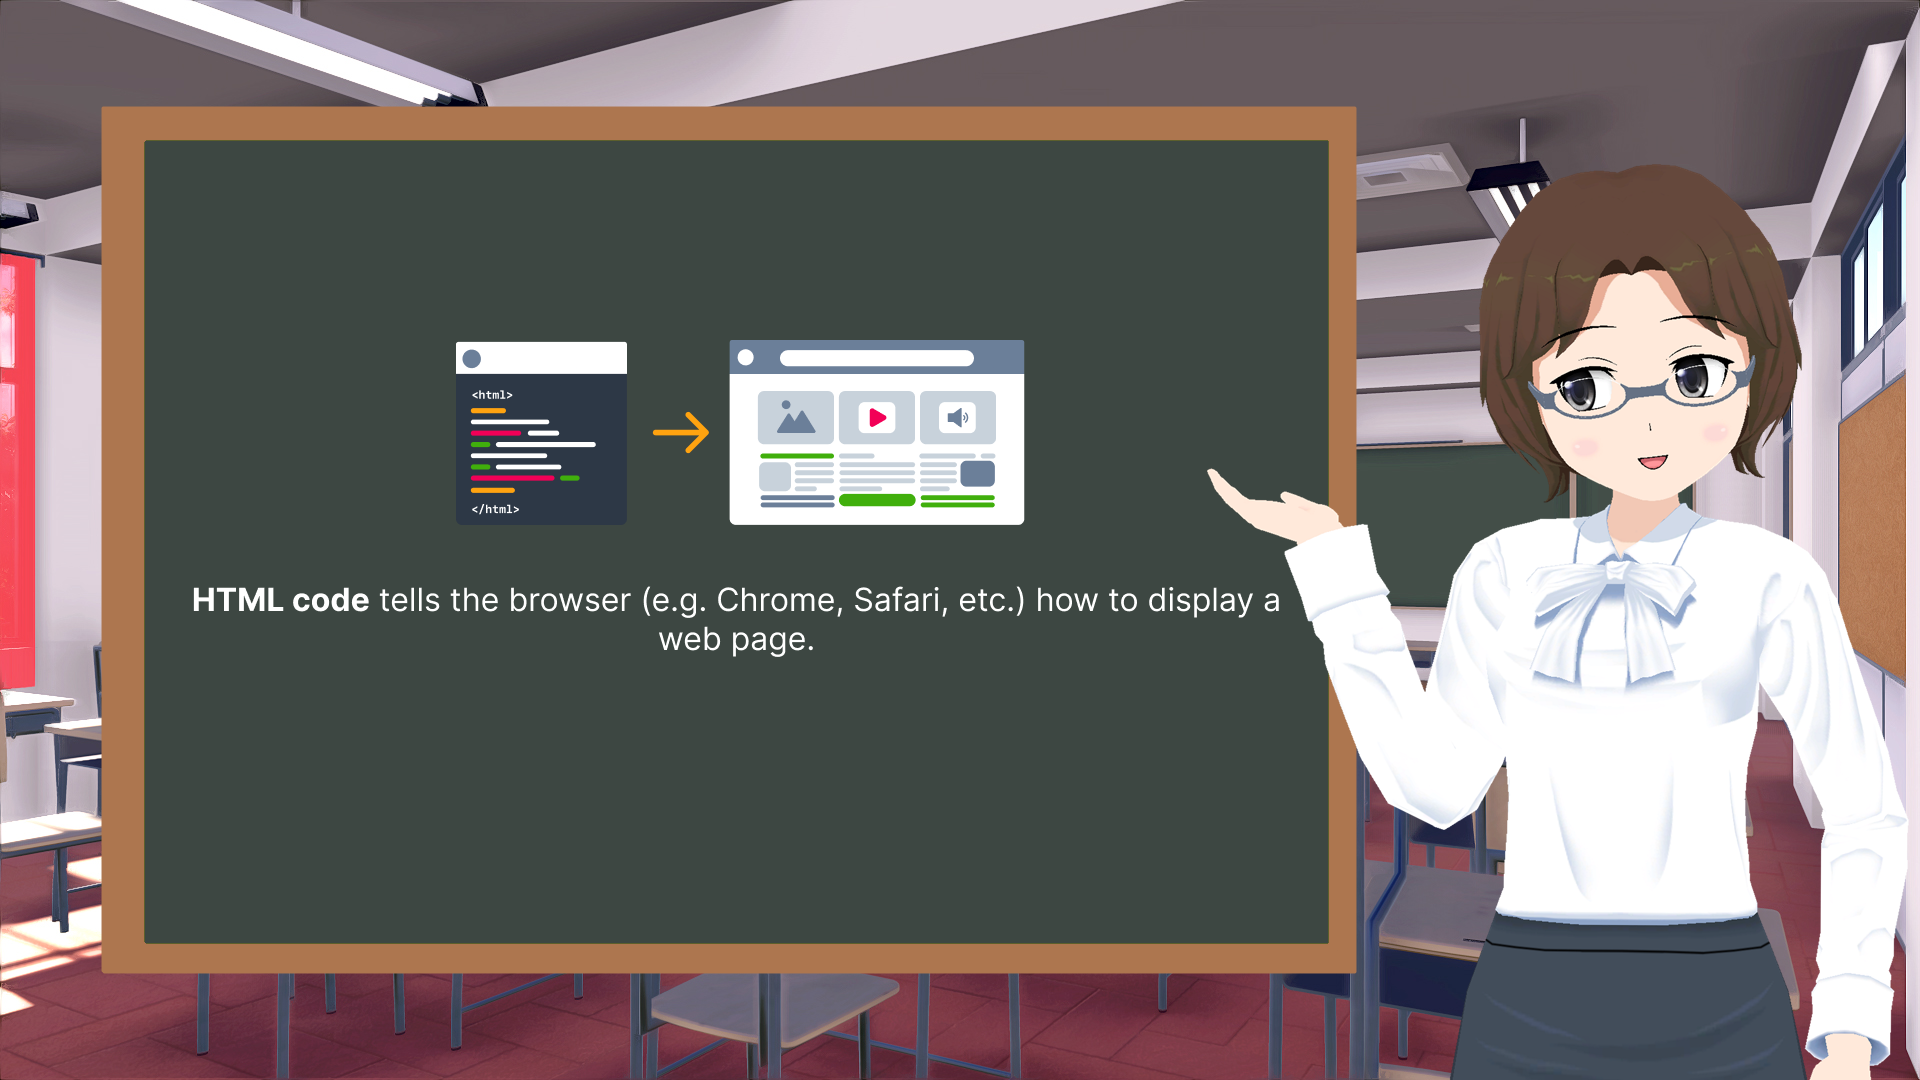 <html>
</html>
HTML code tells the browser (e.g. Chrome, Safari, etc.) how to display a
web page.